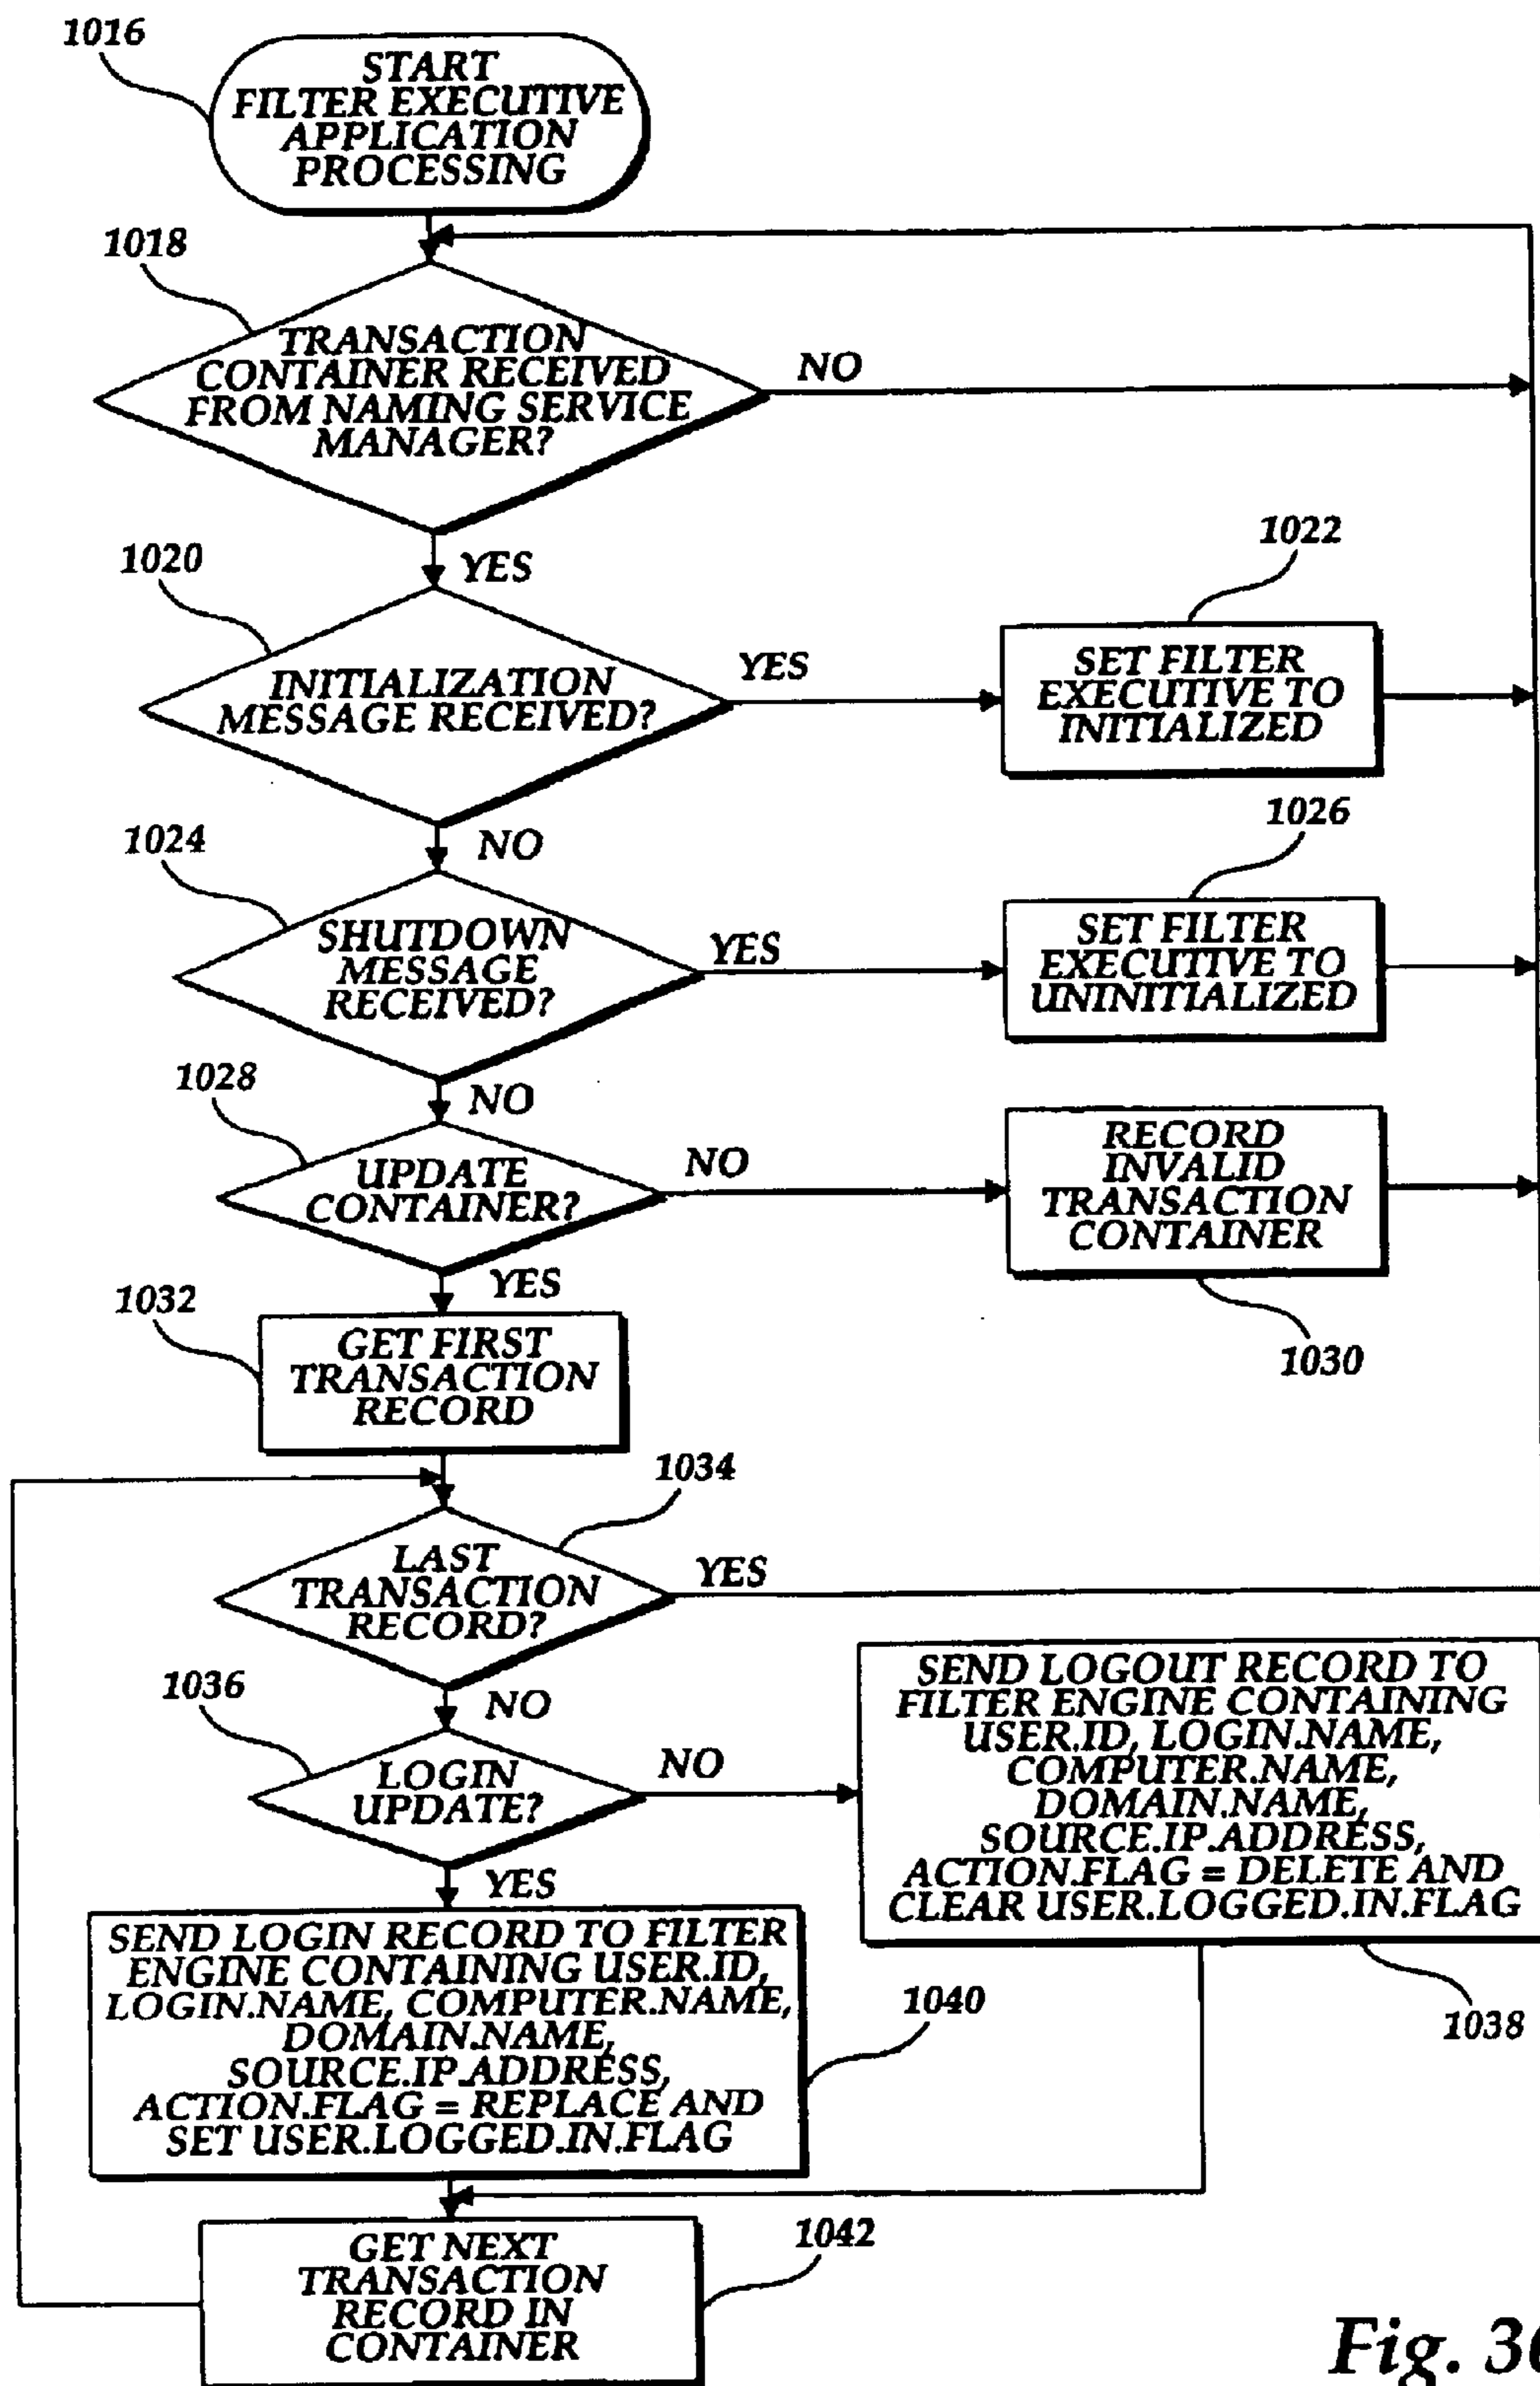 1016
START
FILTER EXECUTIVE
APPLICATION
PROCESSING
1018
TRANSACTION
CONTAINER RECEIVED
FROM NAMING SERVICE
MANAGER?
NO
YES
1020
INITIALIZATION
MESSAGE RECEIVED?
YES
1022
SET FILTER
EXECUTIVE TO
INITIALIZED
NO
1024
SHUTDOWN
MESSAGE
RECEIVED?
YES
1026
SET FILTER
EXECUTIVE TO
UNINITIALIZED
NO
1028
UPDATE
CONTAINER?
NO
RECORD
INVALID
TRANSACTION
CONTAINER
1030
YES
1032
GET FIRST
TRANSACTION
RECORD
1034
LAST
TRANSACTION
RECORD?
YES
NO
1036
LOGIN
UPDATE?
NO
SEND LOGOUT RECORD TO
FILTER ENGINE CONTAINING
USER.ID, LOGIN.NAME,
COMPUTER.NAME,
DOMAIN.NAME,
SOURCE.IP.ADDRESS,
ACTION.FLAG = DELETE AND
CLEAR USER.LOGGED.IN.FLAG
1038
YES
SEND LOGIN RECORD TO FILTER
ENGINE CONTAINING USER.ID,
LOGIN.NAME, COMPUTER.NAME,
DOMAIN.NAME,
SOURCE.IP.ADDRESS,
ACTION.FLAG = REPLACE AND
SET USER.LOGGED.IN.FLAG
1040
GET NEXT
TRANSACTION
RECORD IN
CONTAINER
1042
Fig.